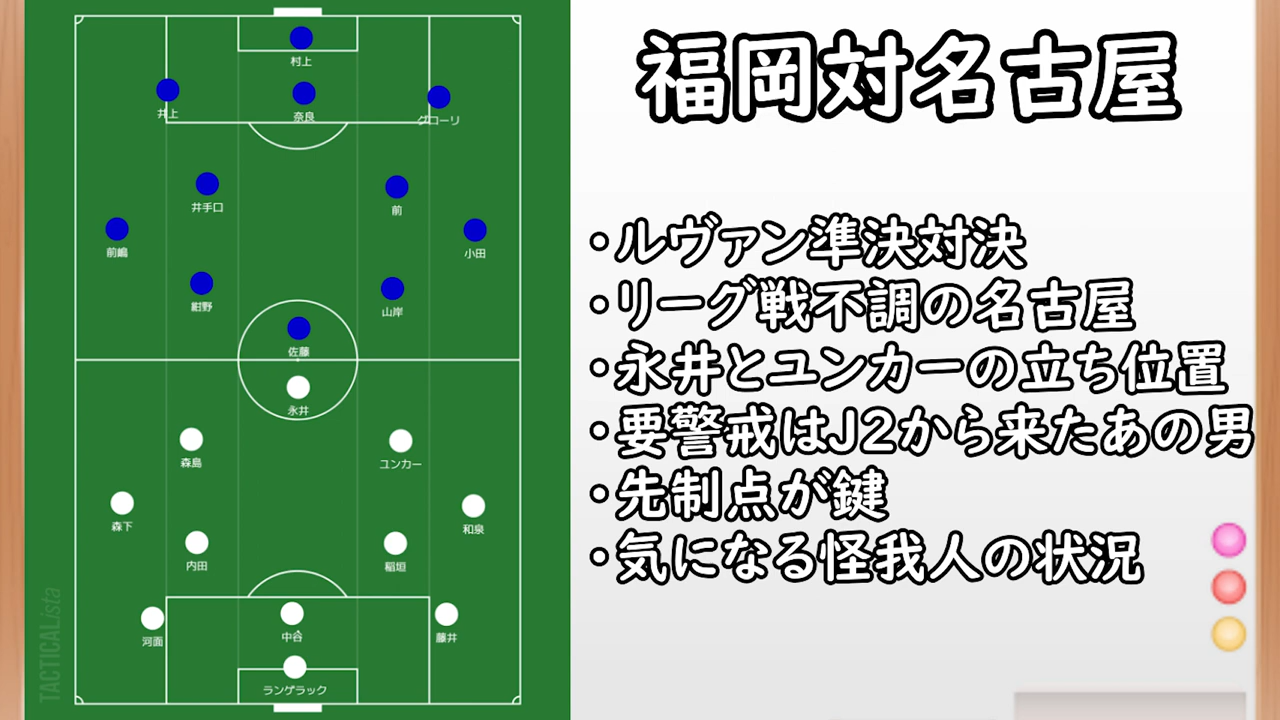 福岡対名古屋
・ルヴァン準決対決
・リーグ戦不調の名古屋
・永井とユンカーの立ち位置
・要警戒はJ2から来たあの男
・先制点が鍵
・気になる怪我人の状況
村上
井上
奈良
グローリ
井手口
前
前嶋
小田
紺野
山岸
佐藤
永井
森島
ユンカー
森下
和泉
内田
稲垣
河面
中谷
藤井
ランゲラック
TACTICALista